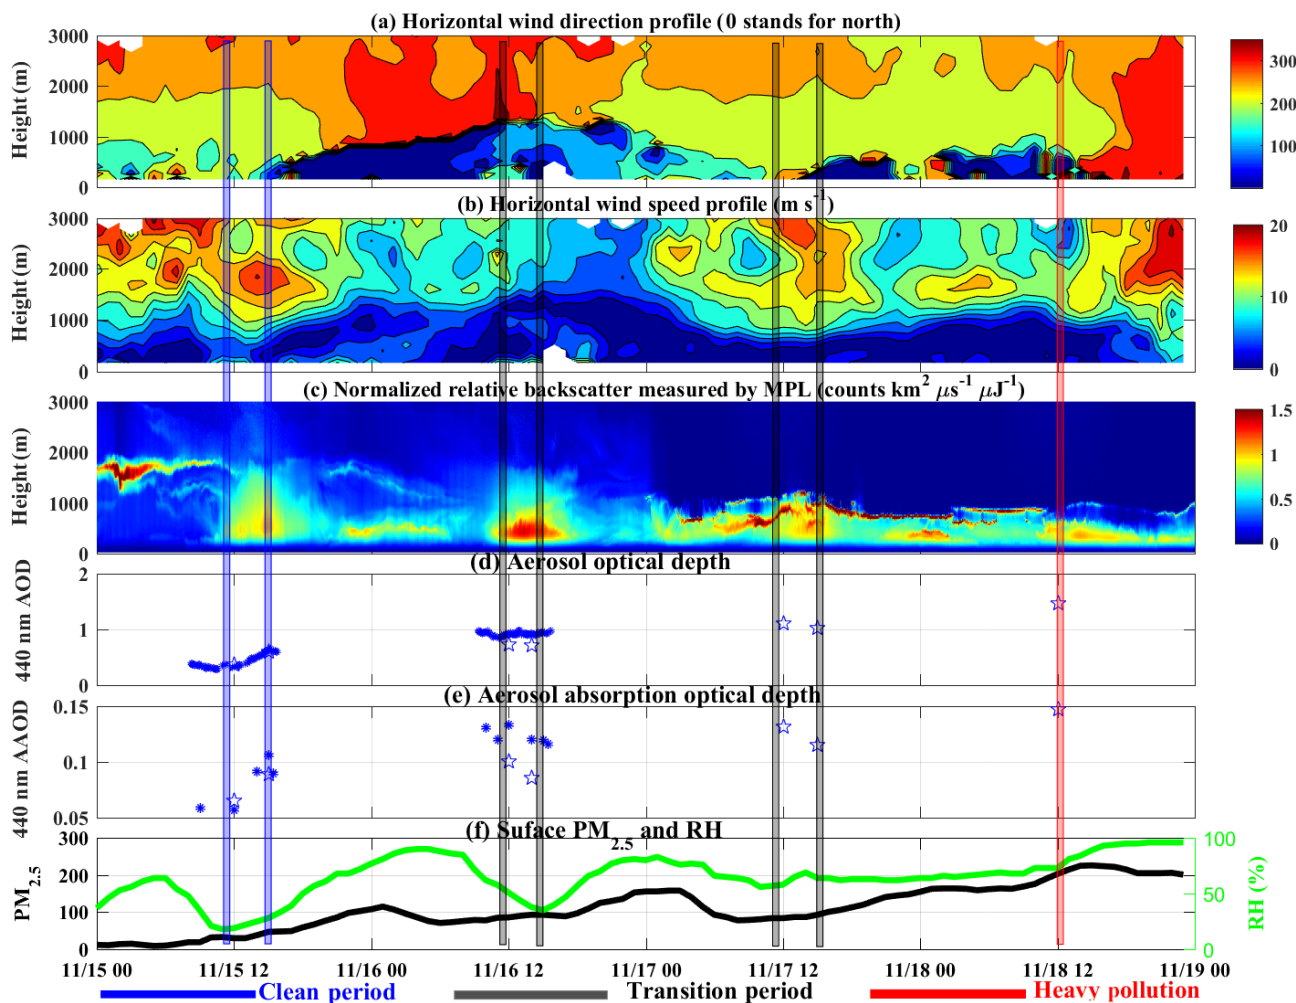 (a) Horizontal wind direction profile (0 stands for north)
Height (m)
3000
2000
1000
0
300
200
100
0
(b) Horizontal wind speed profile (m s-1)
Height (m)
3000
2000
1000
0
20
10
0
(c) Normalized relative backscatter measured by MPL (counts km2 μs-1 μJ-1)
Height (m)
3000
2000
1000
0
1.5
1
0.5
0
(d) Aerosol optical depth
440 nm AOD
2
1
0
(e) Aerosol absorption optical depth
440 nm AAOD
0.15
0.1
0.05
(f) Suface PM2.5 and RH
PM2.5
300
200
100
0
100
50
0
RH (%)
11/15 00 11/15 12 11/16 00 11/16 12 11/17 00 11/17 12 11/18 00 11/18 12 11/19 00
Clean period Transition period Heavy pollution